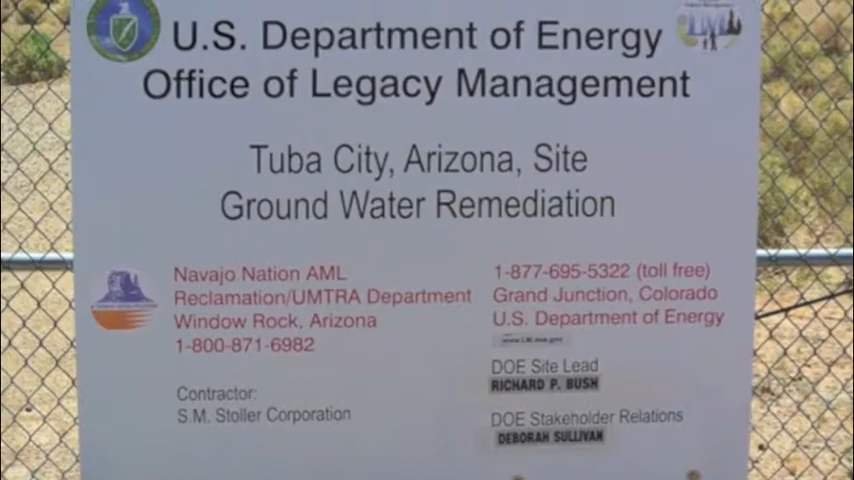 U.S. Department of Energy
Office of Legacy Management
Tuba City, Arizona, Site
Ground Water Remediation
Navajo Nation AML
Reclamation/UMTRA Department
Window Rock, Arizona
1-800-871-6982
Contractor:
S.M. Stoller Corporation
1-877-695-5322 (toll free)
Grand Junction, Colorado
U.S. Department of Energy
DOE Site Lead
RICHARD P. BUSH
DOE Stakeholder Relations
DEBORAH SULLIVAN